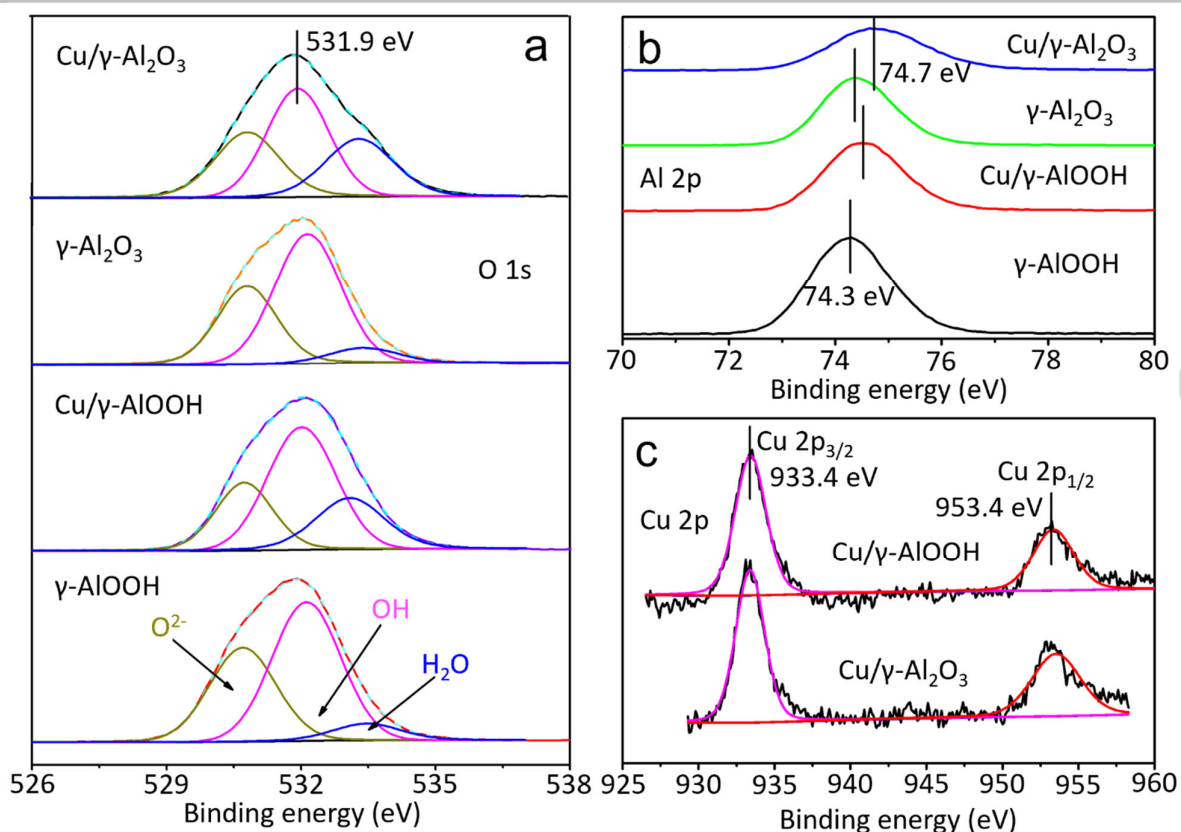 a
Cu/γ-Al₂O₃
531.9 eV
γ-Al₂O₃
O 1s
Cu/γ-AlOOH
γ-AlOOH
O²⁻
OH
H₂O
526 529 532 535 538
Binding energy (eV)
b
Cu/γ-Al₂O₃
74.7 eV
γ-Al₂O₃
Al 2p
Cu/γ-AlOOH
γ-AlOOH
74.3 eV
70 72 74 76 78 80
Binding energy (eV)
c
Cu 2p₃/₂
933.4 eV
Cu 2p₁/₂
953.4 eV
Cu 2p
Cu/γ-AlOOH
Cu/γ-Al₂O₃
925 930 935 940 945 950 955 960
Binding energy (eV)